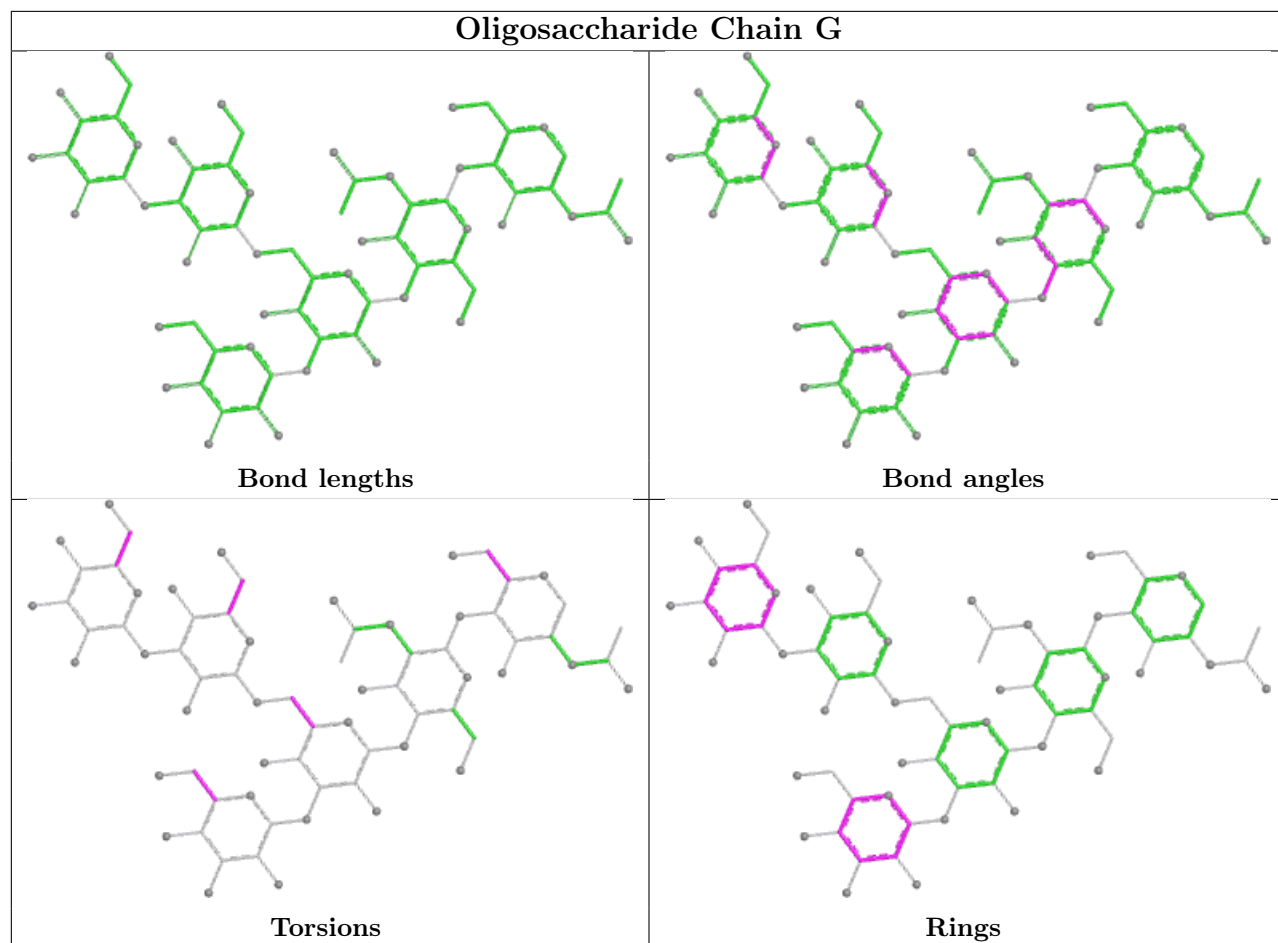 Oligosaccharide Chain G
Bond lengths
Bond angles
Torsions
Rings